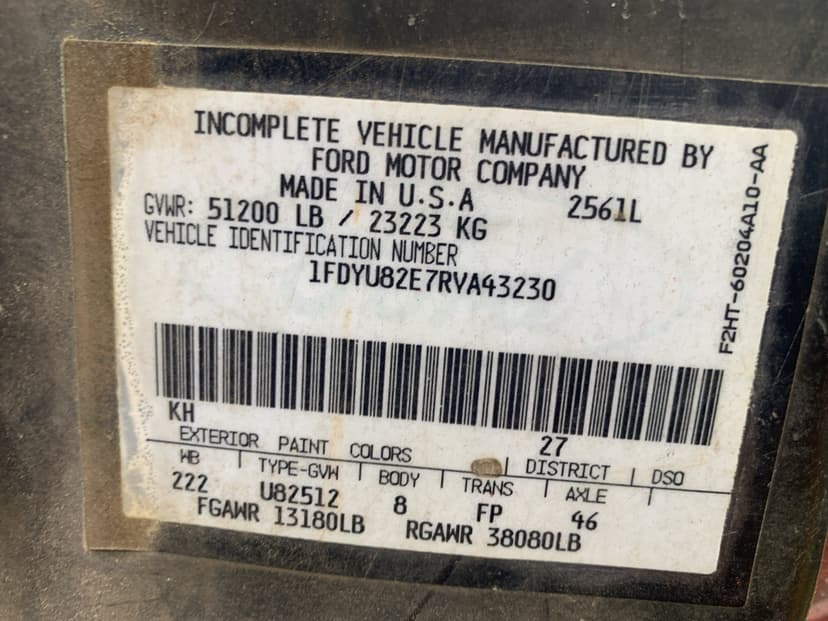 INCOMPLETE VEHICLE MANUFACTURED BY
FORD MOTOR COMPANY
MADE IN U.S.A 2561L
GVWR: 51200 LB / 23223 KG
VEHICLE IDENTIFICATION NUMBER
1FDYU82E7RVA43230
F2HT-60204A10-AA
KH 27
EXTERIOR PAINT COLORS DISTRICT DSO
WB TYPE-GVW BODY TRANS AXLE
222 U82512 8 FP 46
FGAWR 13180LB RGAWR 38080LB